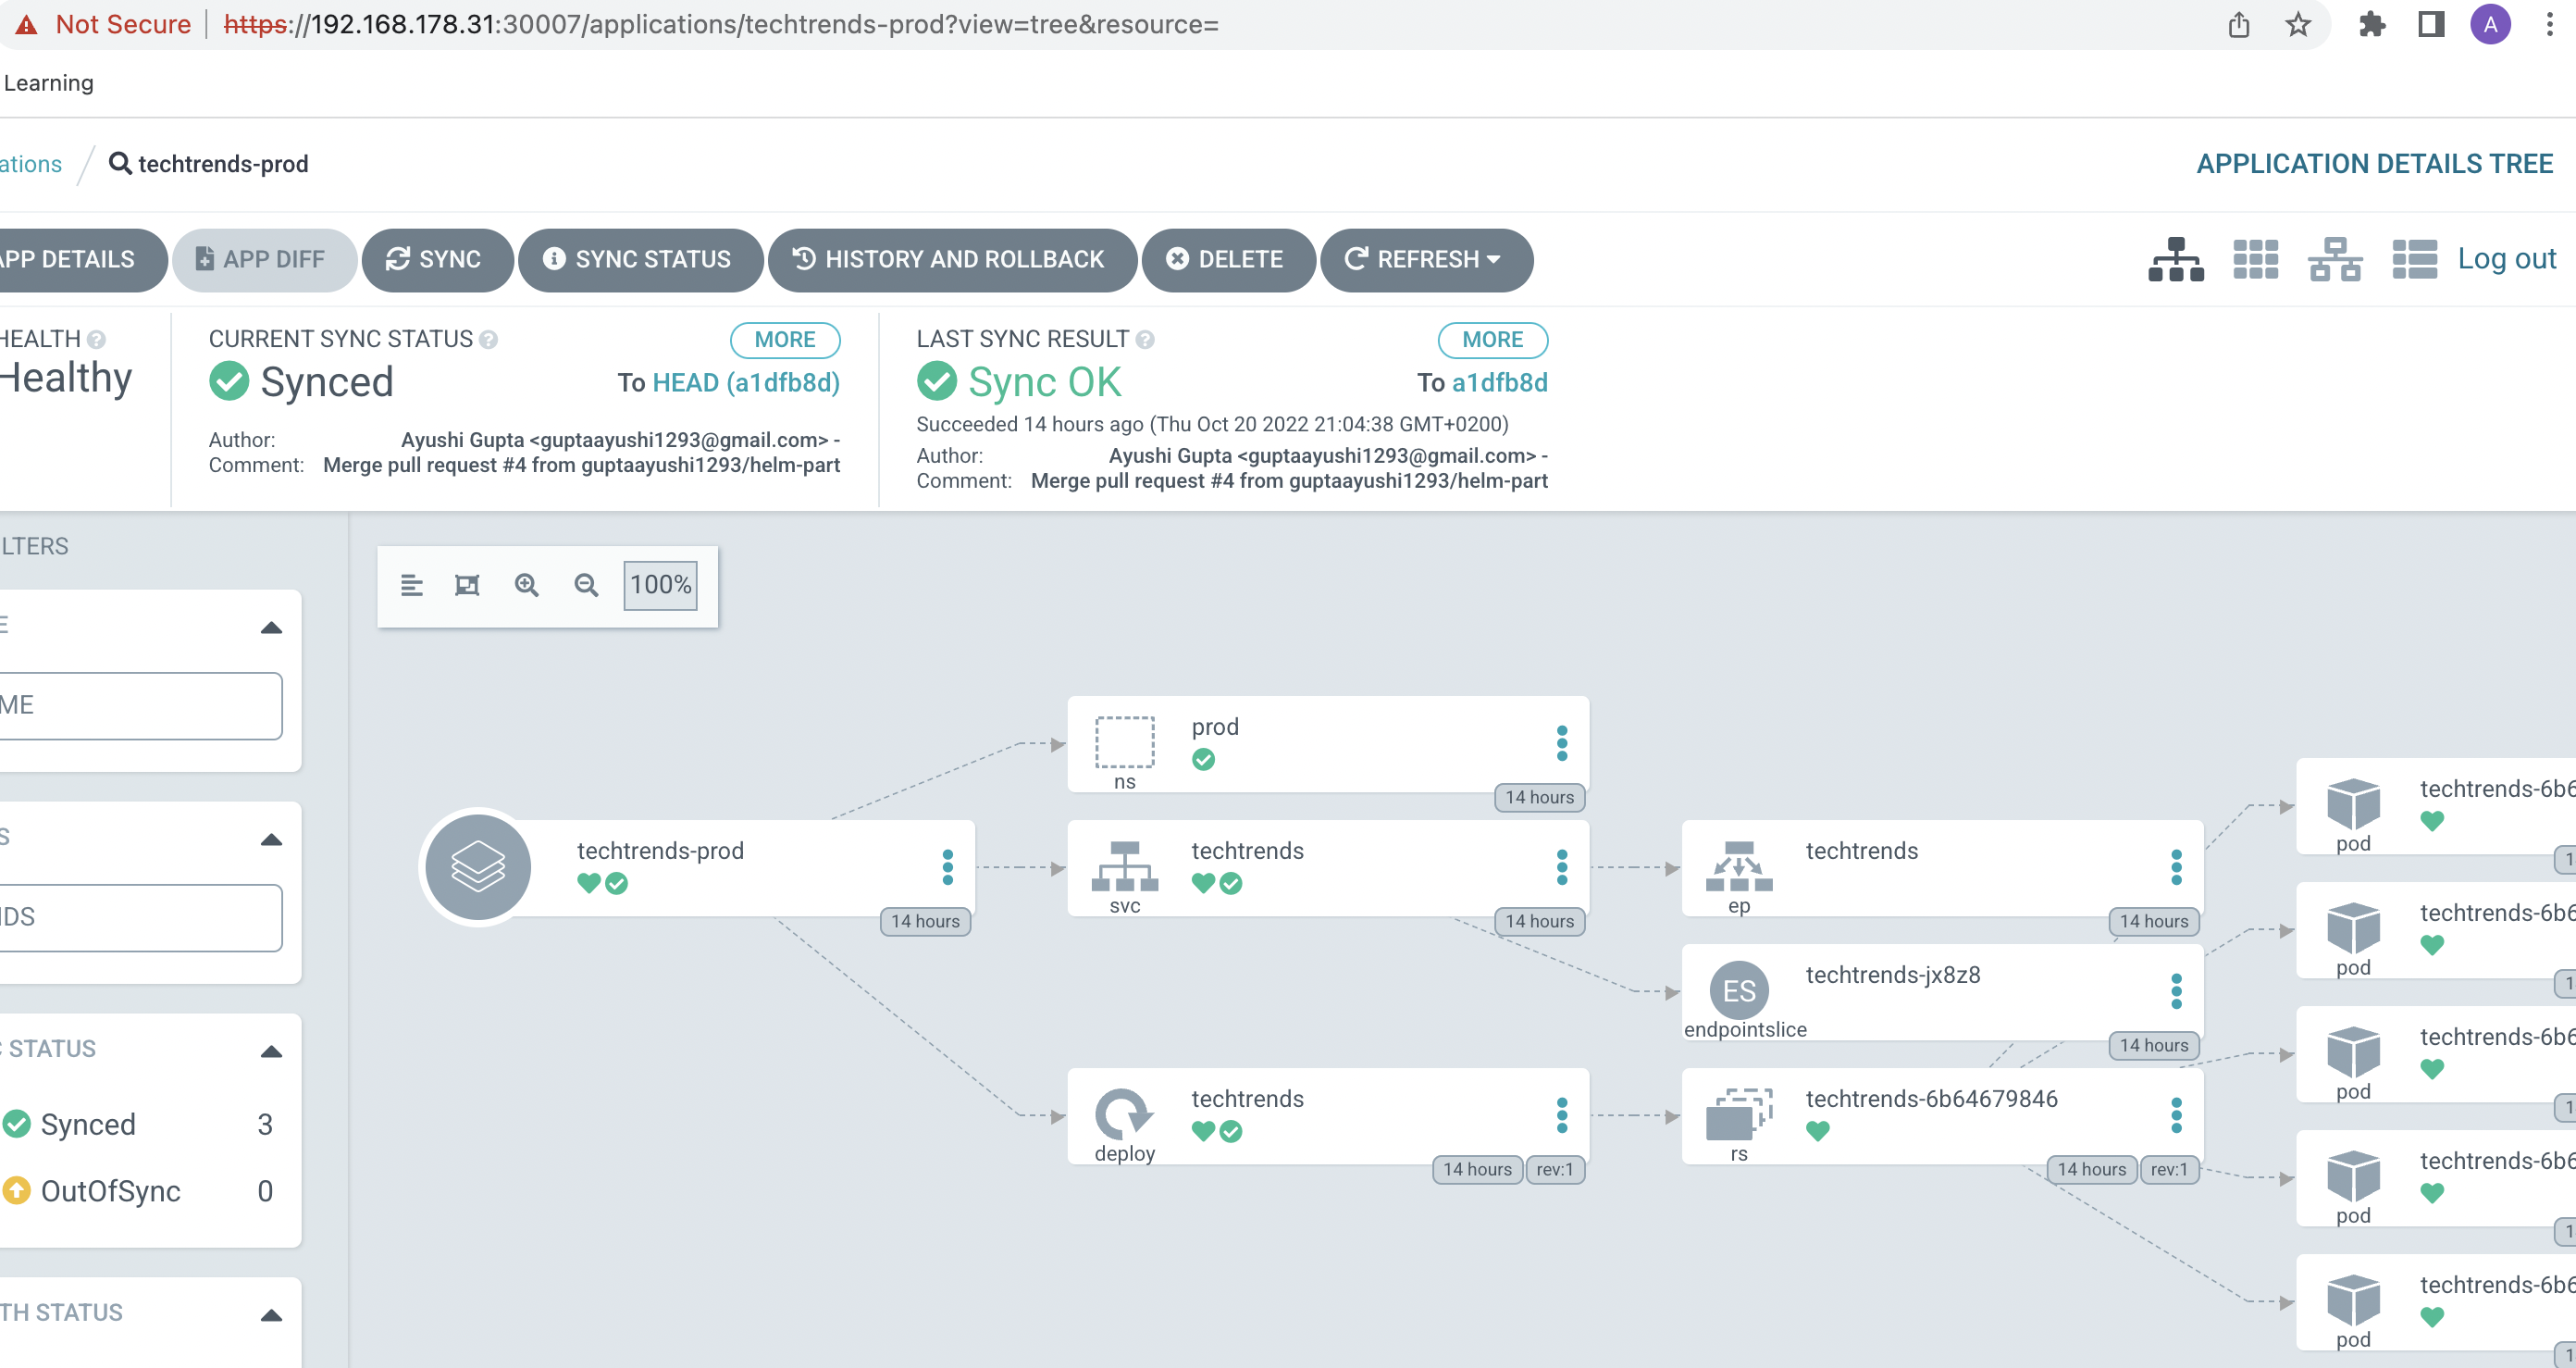 Not Secure https://192.168.178.31:30007/applications/techtrends-prod?view=tree&resource=
A
Learning
ations / techtrends-prod
APPLICATION DETAILS TREE
APP DETAILS
APP DIFF
SYNC
SYNC STATUS
HISTORY AND ROLLBACK
DELETE
REFRESH
Log out
HEALTH
Healthy
CURRENT SYNC STATUS
MORE
Synced
To HEAD (a1dfb8d)
Author: Ayushi Gupta <guptaayushi1293@gmail.com> -
Comment: Merge pull request #4 from guptaayushi1293/helm-part
LAST SYNC RESULT
MORE
Sync OK
To a1dfb8d
Succeeded 14 hours ago (Thu Oct 20 2022 21:04:38 GMT+0200)
Author: Ayushi Gupta <guptaayushi1293@gmail.com> -
Comment: Merge pull request #4 from guptaayushi1293/helm-part
LTERS
E
ME
S
NDS
C STATUS
Synced 3
OutOfSync 0
TH STATUS
100%
techtrends-prod
14 hours
prod
ns
14 hours
techtrends
svc
14 hours
techtrends
deploy
14 hours
rev:1
techtrends
ep
14 hours
ES
techtrends-jx8z8
endpointslice
14 hours
techtrends-6b64679846
rs
14 hours
rev:1
techtrends-6b6
pod
1
techtrends-6b6
pod
1
techtrends-6b6
pod
1
techtrends-6b6
pod
1
techtrends-6b6
pod
1